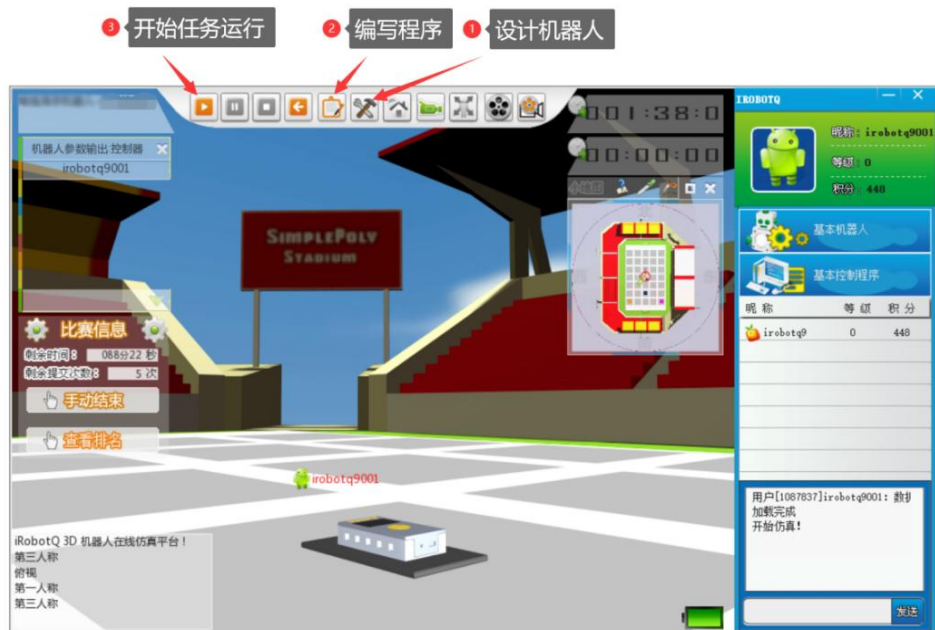 3 开始任务运行
2 编写程序
1 设计机器人
001:38:0
00:00:00
机器人参数输出:控制器
irobotq9001
小地图
SIMPLEPOLY
STADIUM
比赛信息
剩余时间: 088分22 秒
剩余提交次数: 5 次
手动结束
查看排名
irobotq9001
iRobotQ 3D 机器人在线仿真平台！
第三人称
俯视
第一人称
第三人称
IROBOTQ
昵称: irobotq9001
等级: 0
积分: 448
基本机器人
基本控制程序
昵称 等级 积分
irobotq9 0 448
用户[1087837]irobotq9001: 数
加载完成
开始仿真!
发送